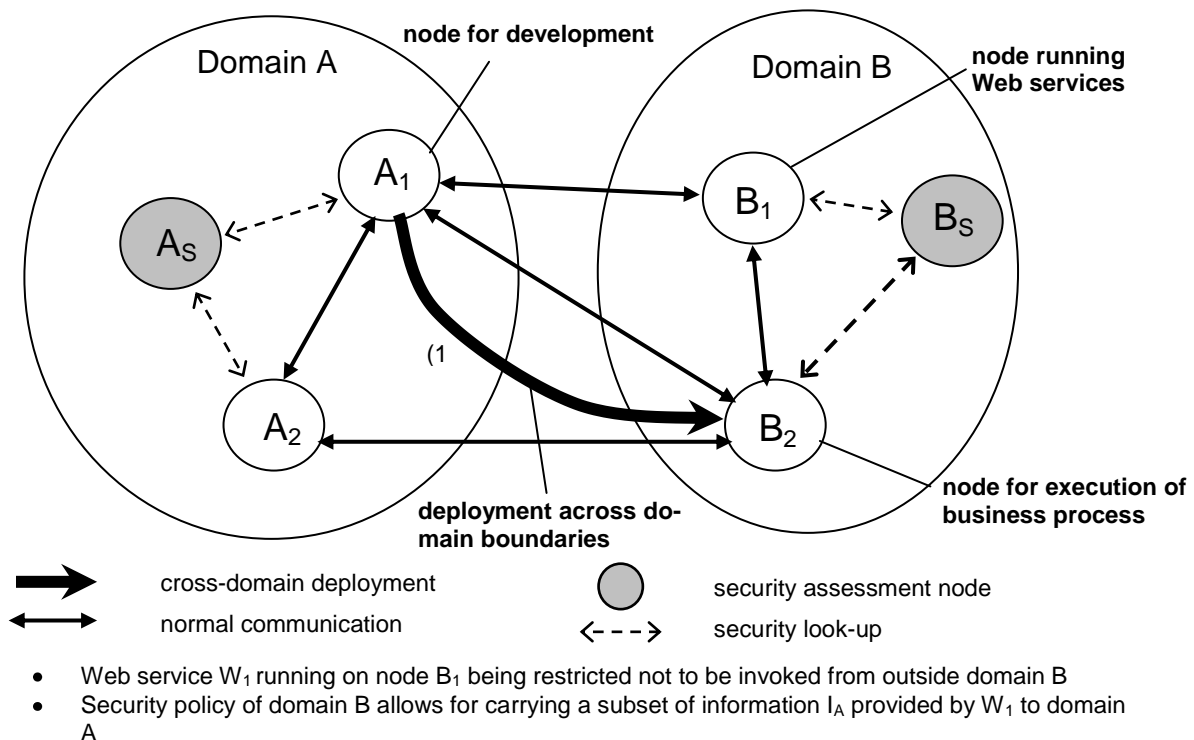 node for development
Domain A
Domain B
node running
Web services
A₁
B₁
A_S
B_S
(1
A₂
B₂
deployment across do-
main boundaries
node for execution of
business process
cross-domain deployment
security assessment node
normal communication
security look-up
• Web service W₁ running on node B₁ being restricted not to be invoked from outside domain B
• Security policy of domain B allows for carrying a subset of information I_A provided by W₁ to domain
A